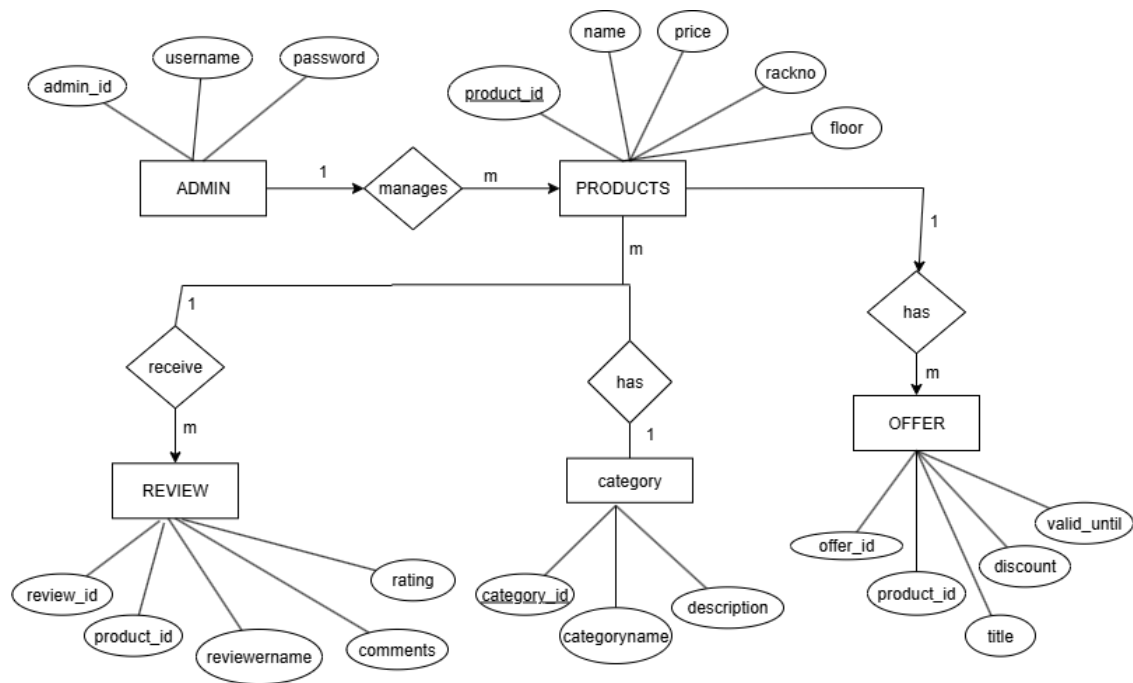 name
price
username
password
admin_id
product_id
rackno
floor
ADMIN
1
manages
m
PRODUCTS
m
1
1
receive
has
has
m
m
1
OFFER
REVIEW
category
valid_until
offer_id
discount
rating
review_id
category_id
description
product_id
product_id
reviewername
comments
categoryname
title